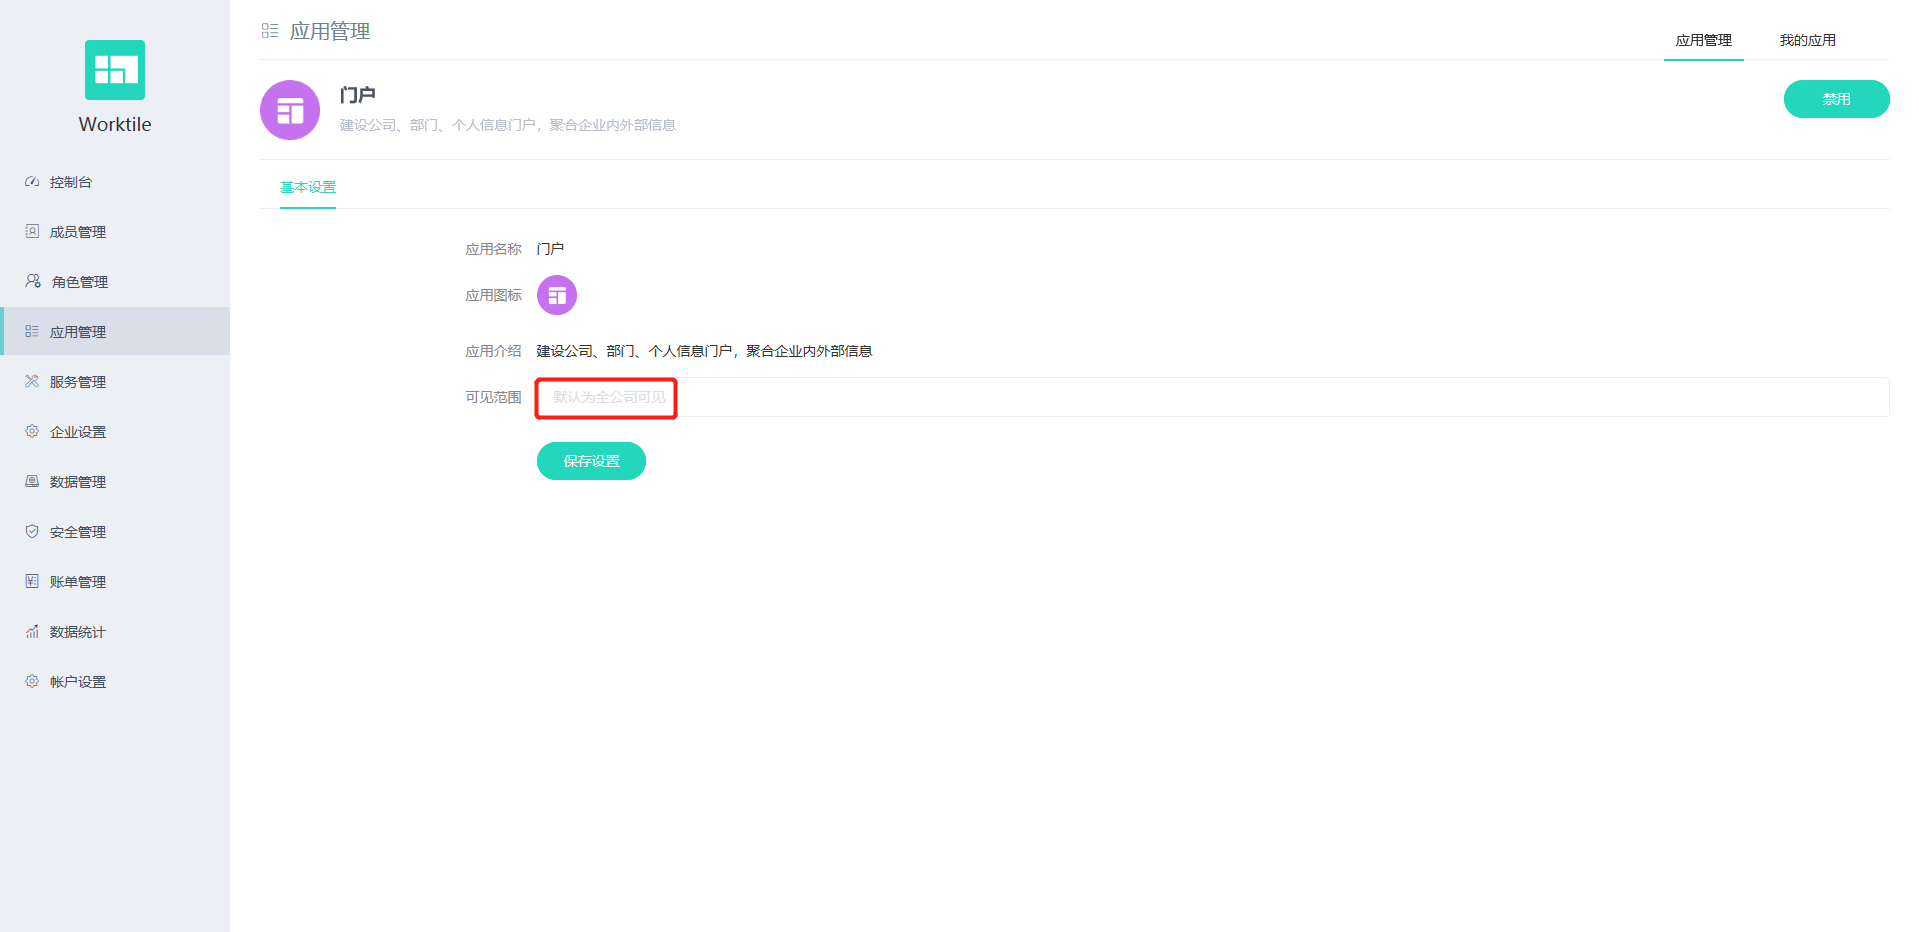 Worktile
控制台
成员管理
角色管理
应用管理
服务管理
企业设置
数据管理
安全管理
账单管理
数据统计
帐户设置
应用管理
应用管理 我的应用
门户
建设公司、部门、个人信息门户，聚合企业内外部信息
禁用
基本设置
应用名称 门户
应用图标
应用介绍 建设公司、部门、个人信息门户，聚合企业内外部信息
可见范围 默认为全公司可见
保存设置